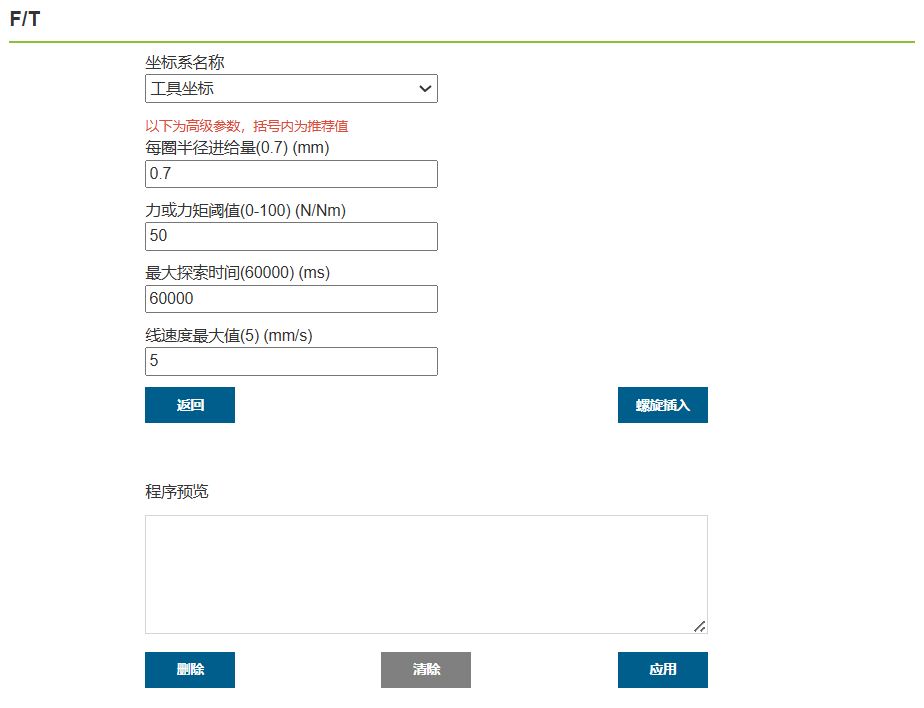 F/T
坐标系名称
工具坐标
以下为高级参数，括号内为推荐值
每圈半径进给量(0.7) (mm)
0.7
力或力矩阈值(0-100) (N/Nm)
50
最大探索时间(60000) (ms)
60000
线速度最大值(5) (mm/s)
5
返回 螺旋插入
程序预览
删除 清除 应用